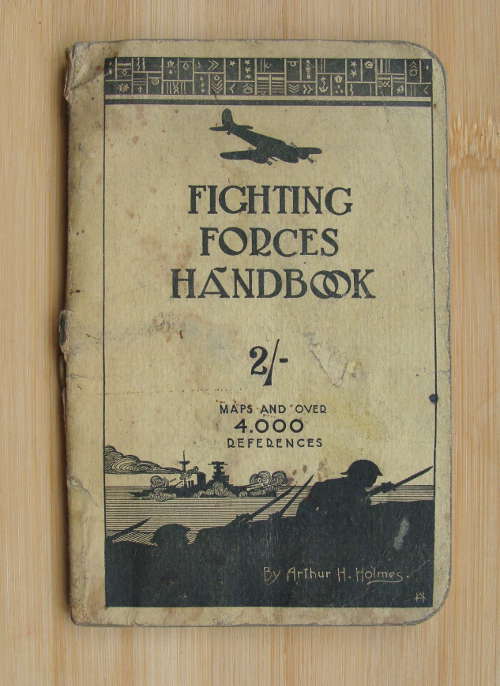 FIGHTING
FORCES
HANDBOOK
2/-
MAPS AND OVER
4.000
REFERENCES
By Arthur H. Holmes.